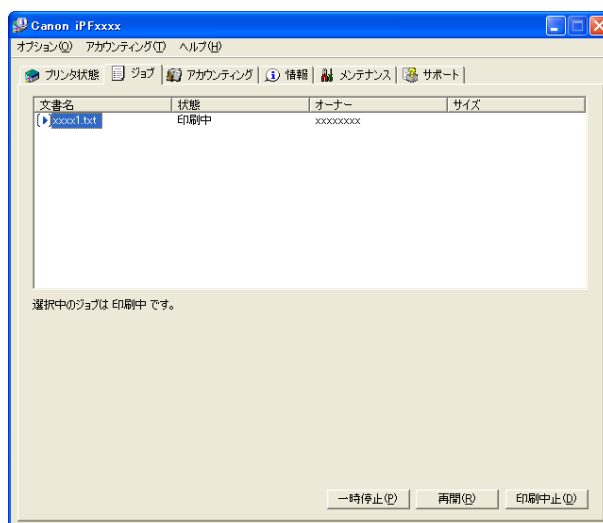 Canon iPFxxxx
オプション(O) アカウンティング(T) ヘルプ(H)
プリンタ状態 ジョブ アカウンティング 情報 メンテナンス サポート
文書名 状態 オーナー サイズ
xxxx1.txt 印刷中 xxxxxxxx
選択中のジョブは 印刷中 です。
一時停止(P) 再開(R) 印刷中止(D)